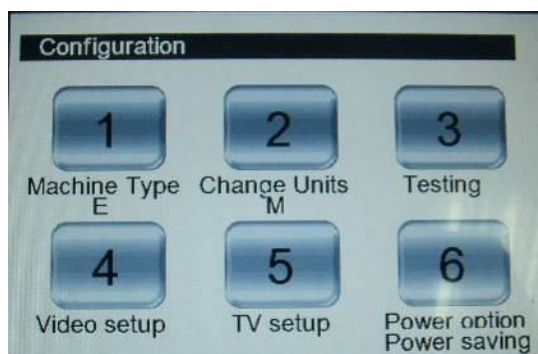 Configuration
1 2 3
Machine Type Change Units Testing
E M
4 5 6
Video setup TV setup Power option
Power saving